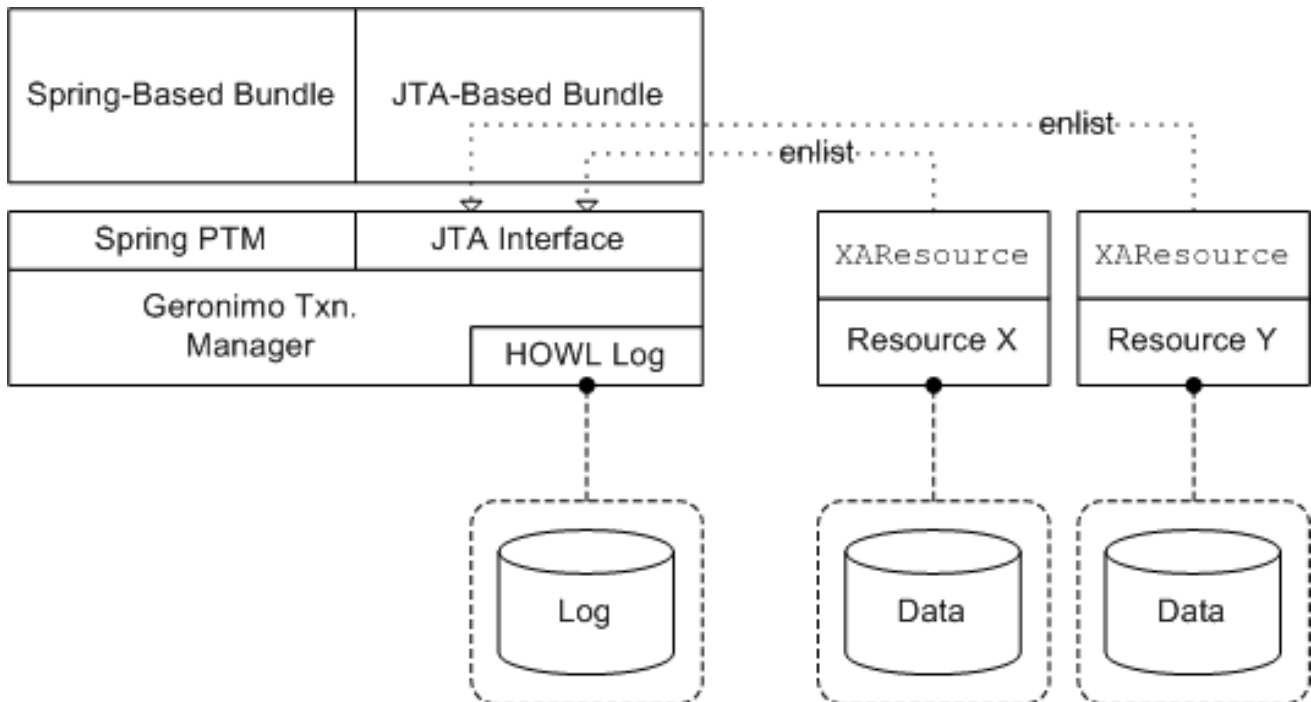 Spring-Based Bundle
JTA-Based Bundle
enlist
enlist
Spring PTM
JTA Interface
XAResource
XAResource
Geronimo Txn.
Manager
HOWL Log
Resource X
Resource Y
Log
Data
Data